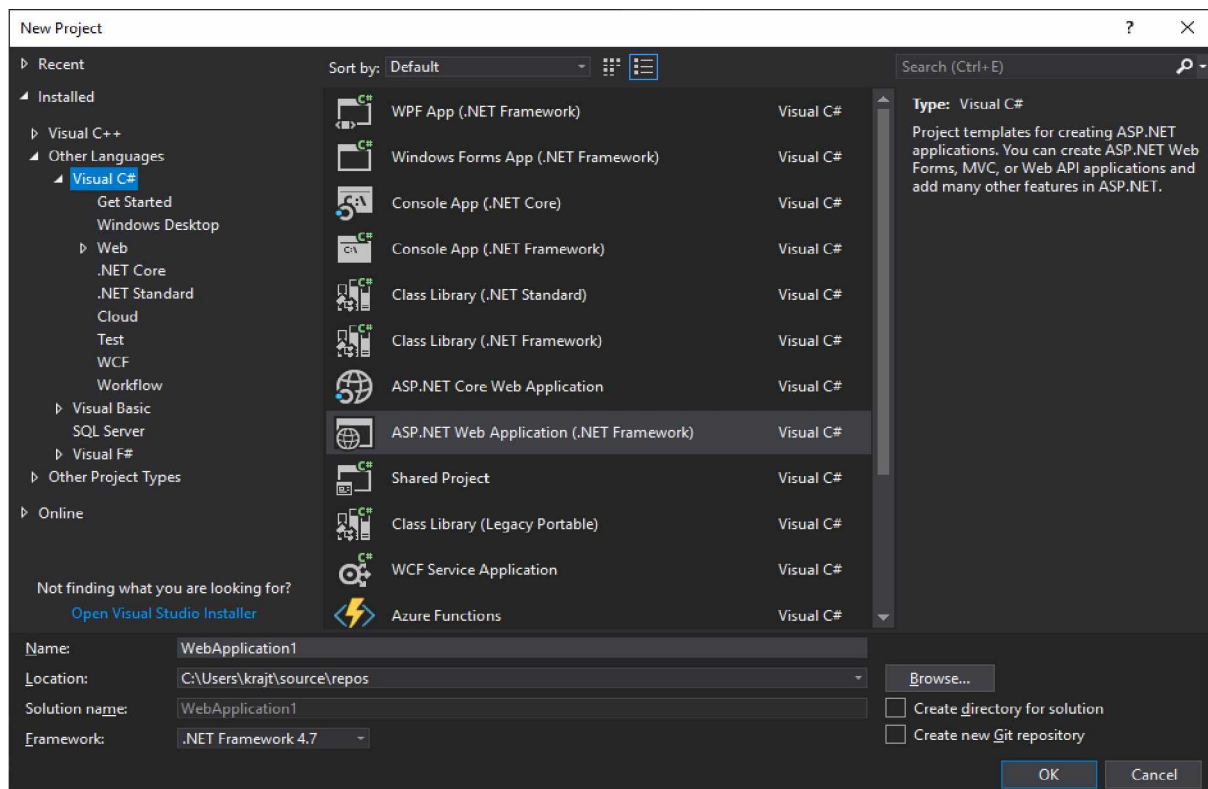 New Project
?
Recent
Installed
Visual C++
Other Languages
Visual C#
Get Started
Windows Desktop
Web
.NET Core
.NET Standard
Cloud
Test
WCF
Workflow
Visual Basic
SQL Server
Visual F#
Other Project Types
Online
Not finding what you are looking for?
Open Visual Studio Installer
Sort by: Default
WPF App (.NET Framework) Visual C#
Windows Forms App (.NET Framework) Visual C#
Console App (.NET Core) Visual C#
Console App (.NET Framework) Visual C#
Class Library (.NET Standard) Visual C#
Class Library (.NET Framework) Visual C#
ASP.NET Core Web Application Visual C#
ASP.NET Web Application (.NET Framework) Visual C#
Shared Project Visual C#
Class Library (Legacy Portable) Visual C#
WCF Service Application Visual C#
Azure Functions Visual C#
Search (Ctrl+E)
Type: Visual C#
Project templates for creating ASP.NET
applications. You can create ASP.NET Web
Forms, MVC, or Web API applications and
add many other features in ASP.NET.
Name: WebApplication1
Location: C:\Users\krajt\source\repos
Browse...
Solution name: WebApplication1
Create directory for solution
Framework: .NET Framework 4.7
Create new Git repository
OK Cancel